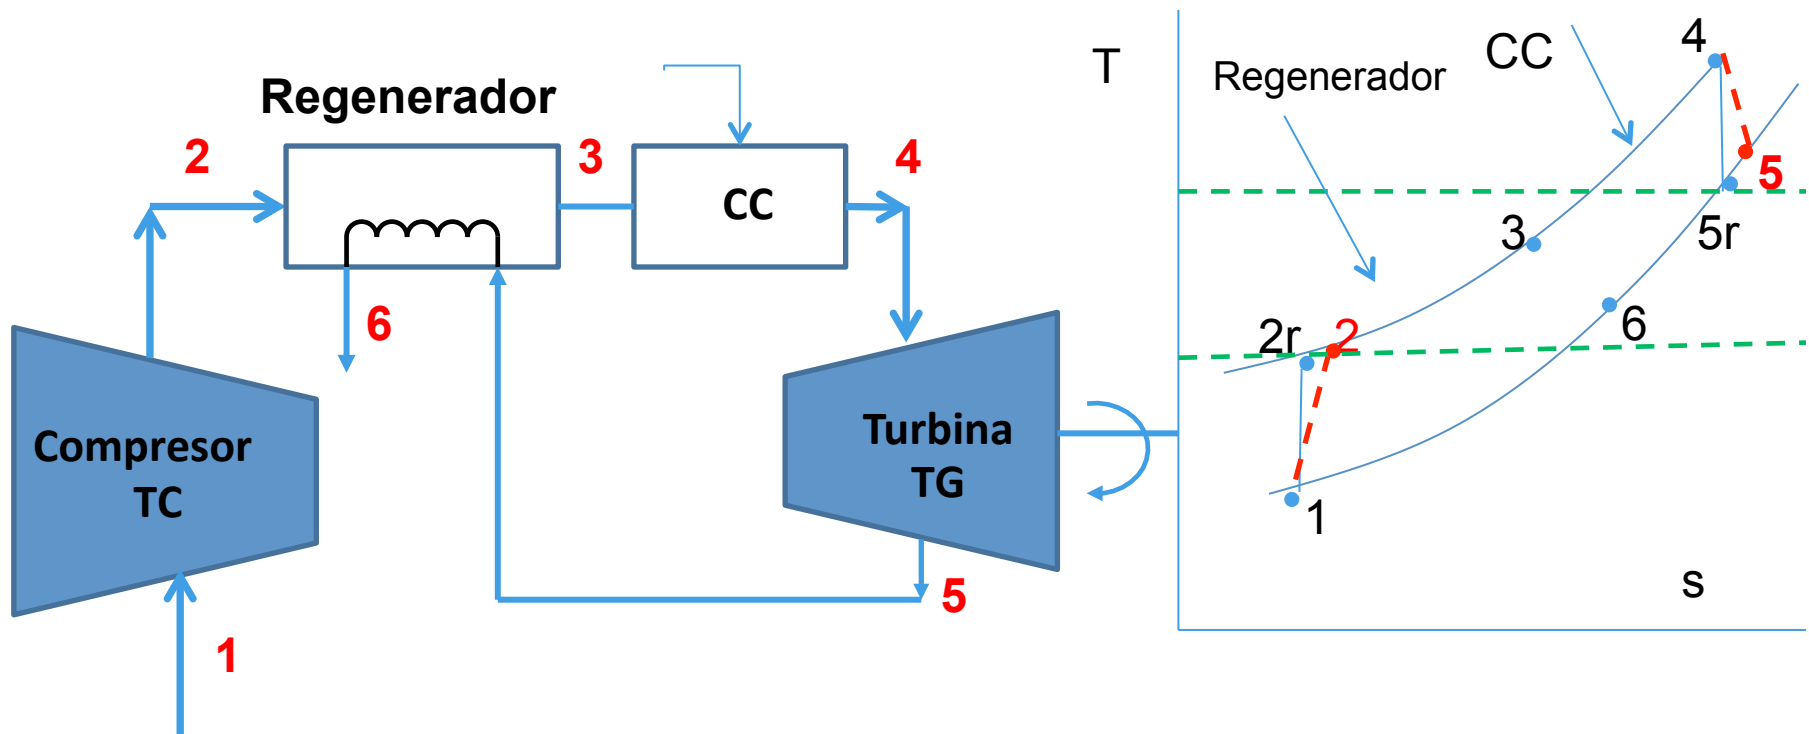 Regenerador
2
3
4
CC
6
Compresor
TC
Turbina
TG
5
1
T
Regenerador
CC
4
5
3
5r
2r
2
6
1
s